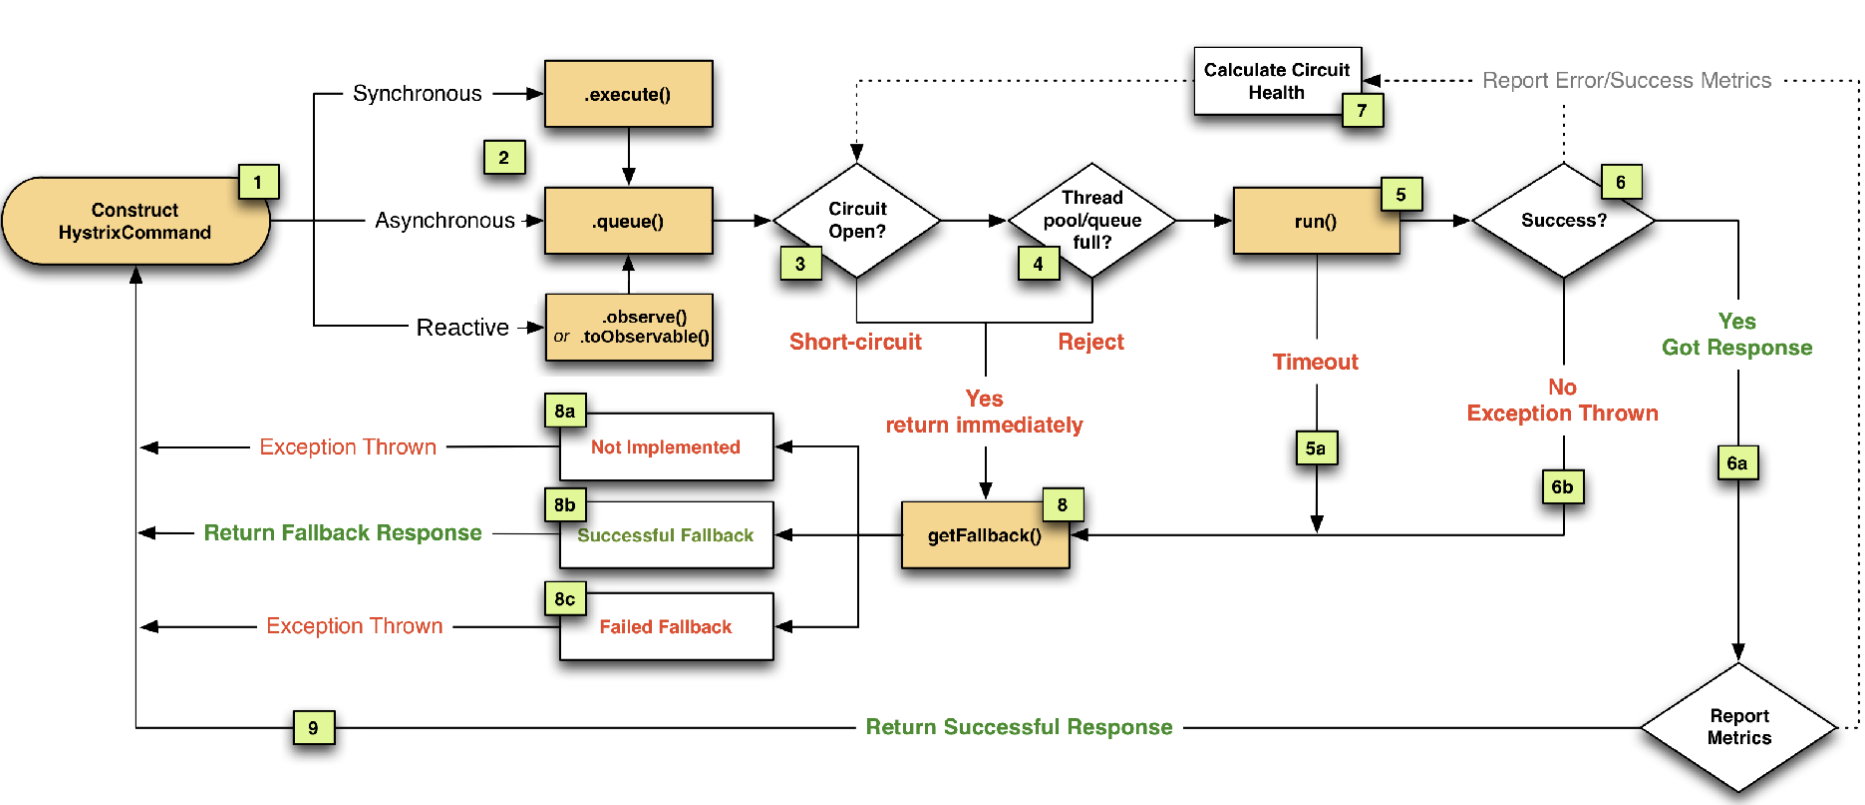 Calculate Circuit
Health
7
Report Error/Success Metrics
Synchronous
.execute()
2
1
Construct
HystrixCommand
Asynchronous
.queue()
Circuit
Open?
3
Thread
pool/queue
full?
4
run()
5
Success?
6
Reactive
.observe()
or .toObservable()
Short-circuit
Reject
Timeout
Yes
Got Response
Yes
return immediately
No
Exception Thrown
8a
Exception Thrown
Not Implemented
5a
6a
6b
8b
Return Fallback Response
Successful Fallback
getFallback()
8
8c
Exception Thrown
Failed Fallback
9
Return Successful Response
Report
Metrics